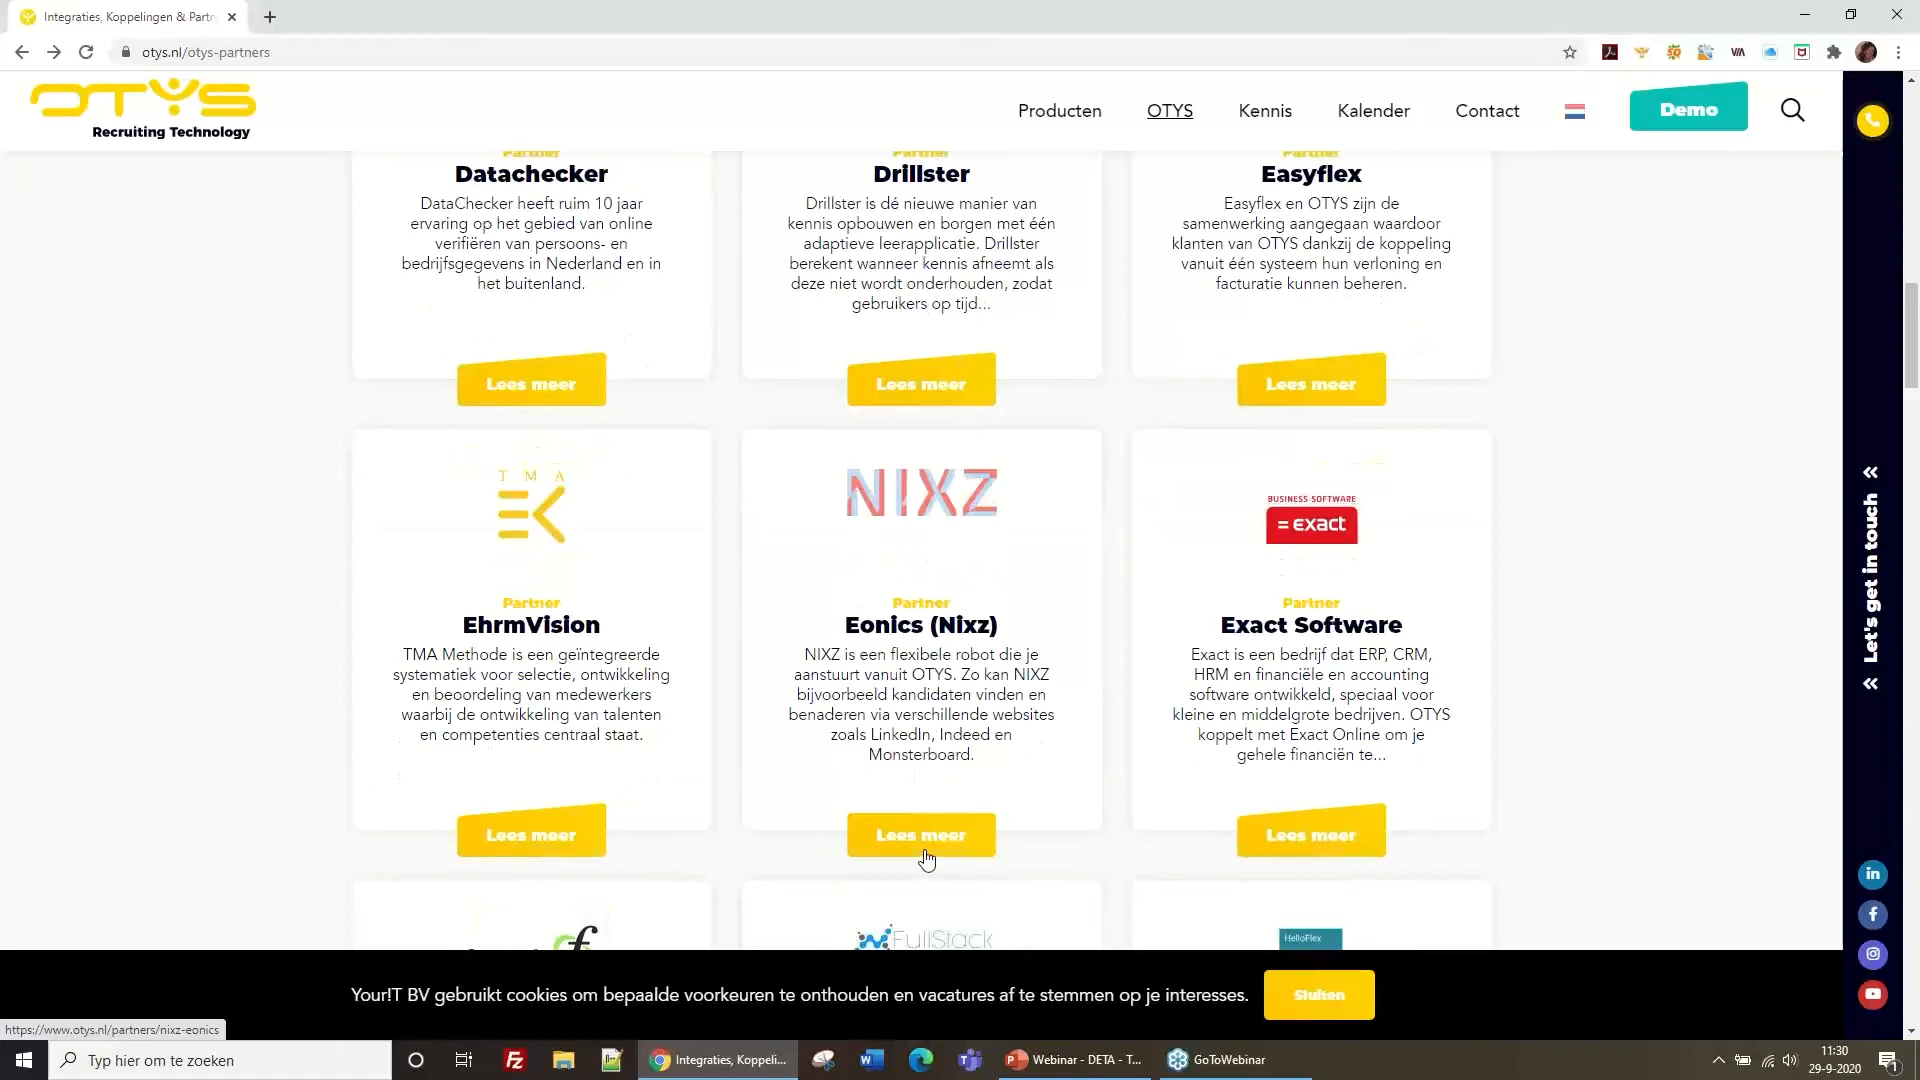 Integraties, Koppelingen & Partn
otys.nl/otys-partners
OTYS
Recruiting Technology
Producten
OTYS
Kennis
Kalender
Contact
Demo
Partner
Datachecker
DataChecker heeft ruim 10 jaar
ervaring op het gebied van online
verifiëren van persoons- en
bedrijfsgegevens in Nederland en in
het buitenland.
Lees meer
Partner
Drillster
Drillster is dé nieuwe manier van
kennis opbouwen en borgen met één
adaptieve leerapplicatie. Drillster
berekent wanneer kennis afneemt als
deze niet wordt onderhouden, zodat
gebruikers op tijd...
Lees meer
Partner
Easyflex
Easyflex en OTYS zijn de
samenwerking aangegaan waardoor
klanten van OTYS dankzij de koppeling
vanuit één systeem hun verloning en
facturatie kunnen beheren.
Lees meer
TMA
Partner
EhrmVision
TMA Methode is een geïntegreerde
systematiek voor selectie, ontwikkeling
en beoordeling van medewerkers
waarbij de ontwikkeling van talenten
en competenties centraal staat.
Lees meer
NIXZ
Partner
Eonics (Nixz)
NIXZ is een flexibele robot die je
aanstuurt vanuit OTYS. Zo kan NIXZ
bijvoorbeeld kandidaten vinden en
benaderen via verschillende websites
zoals LinkedIn, Indeed en
Monsterboard.
Lees meer
BUSINESS SOFTWARE
= exact
Partner
Exact Software
Exact is een bedrijf dat ERP, CRM,
HRM en financiële en accounting
software ontwikkeld, speciaal voor
kleine en middelgrote bedrijven. OTYS
koppelt met Exact Online om je
gehele financiën te...
Lees meer
FullStack
HelloFlex
Let's get in touch
Your!T BV gebruikt cookies om bepaalde voorkeuren te onthouden en vacatures af te stemmen op je interesses.
Sluiten
https://www.otys.nl/partners/nixz-eonics
Typ hier om te zoeken
Integraties, Koppeli...
Webinar - DETA - T...
GoToWebinar
11:30
29-9-2020